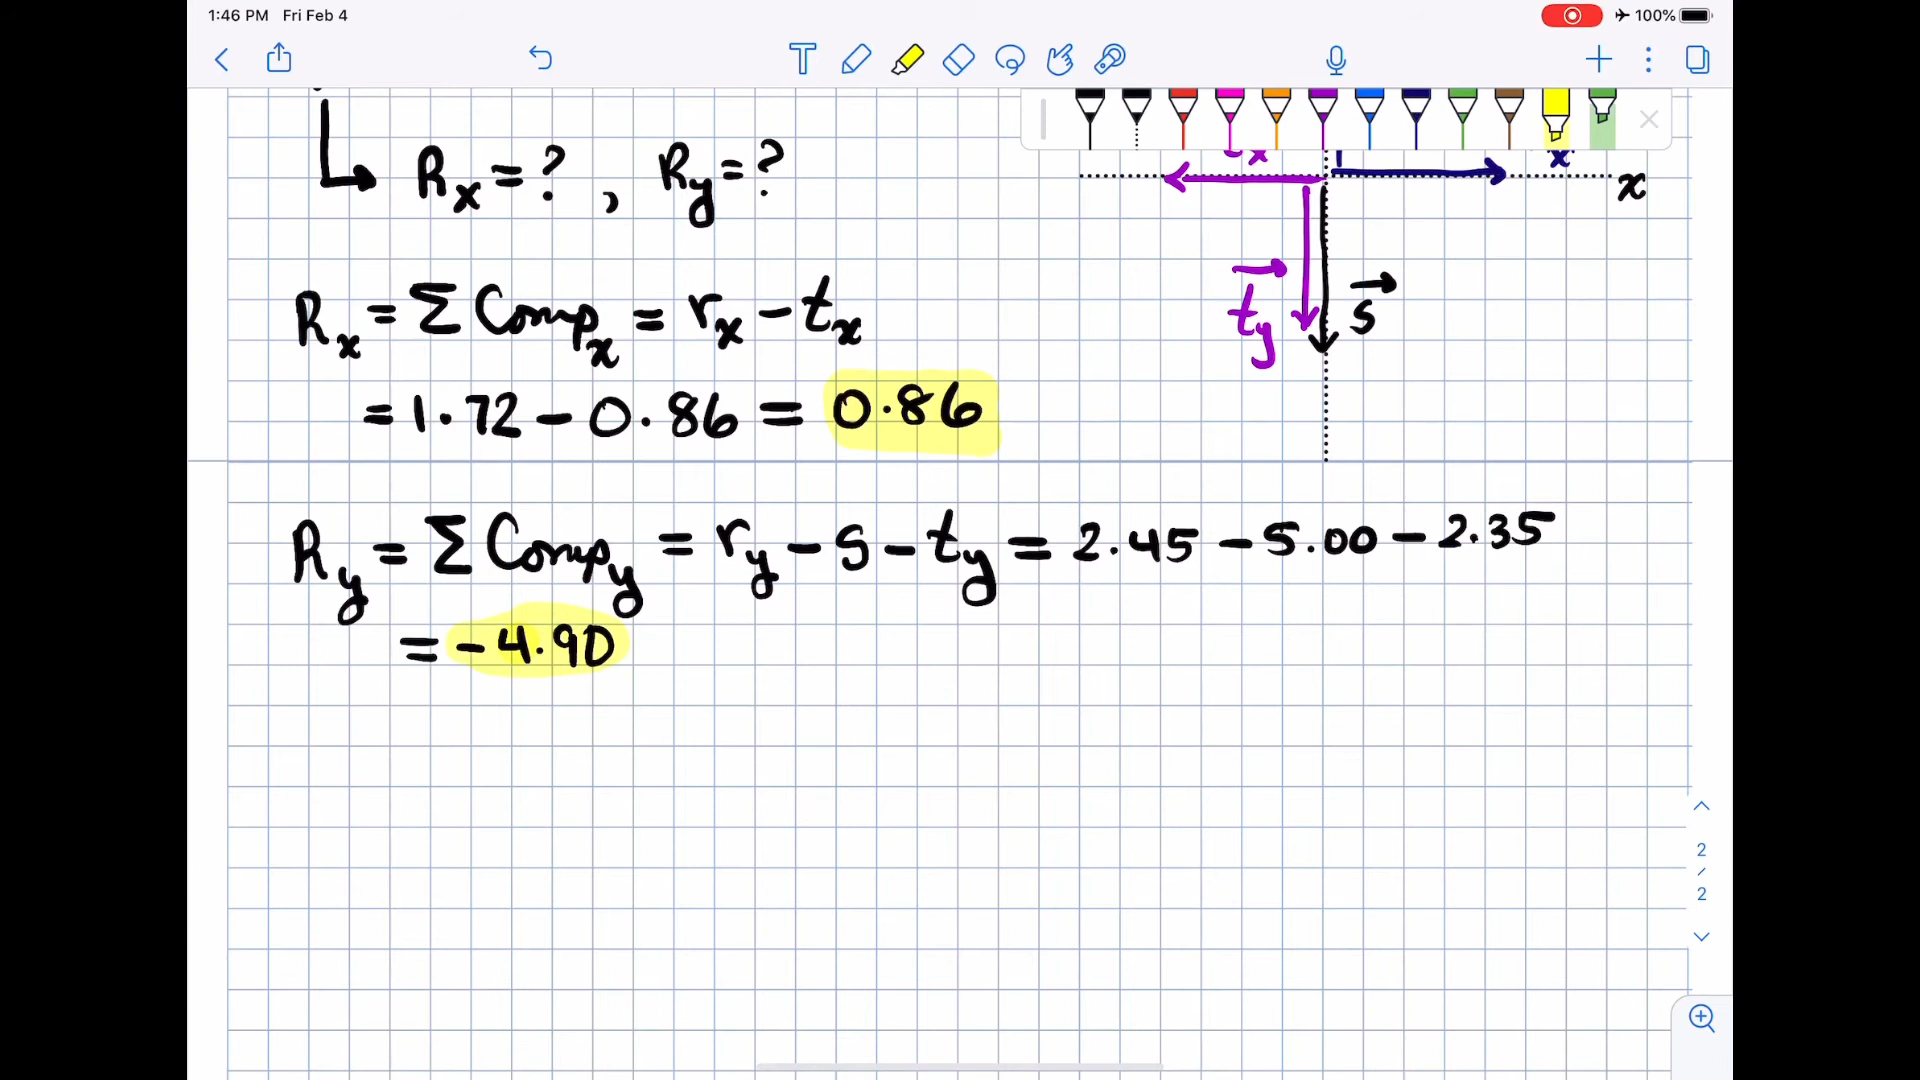 1:46 PM Fri Feb 4
100%
Rx = ? , Ry = ?
x
x
x
Rx = Σ Compx = rx - tx
ty
s
= 1.72 - 0.86 = 0.86
Ry = Σ Compy = ry - s - ty = 2.45 - 5.00 - 2.35
= -4.90
2
2